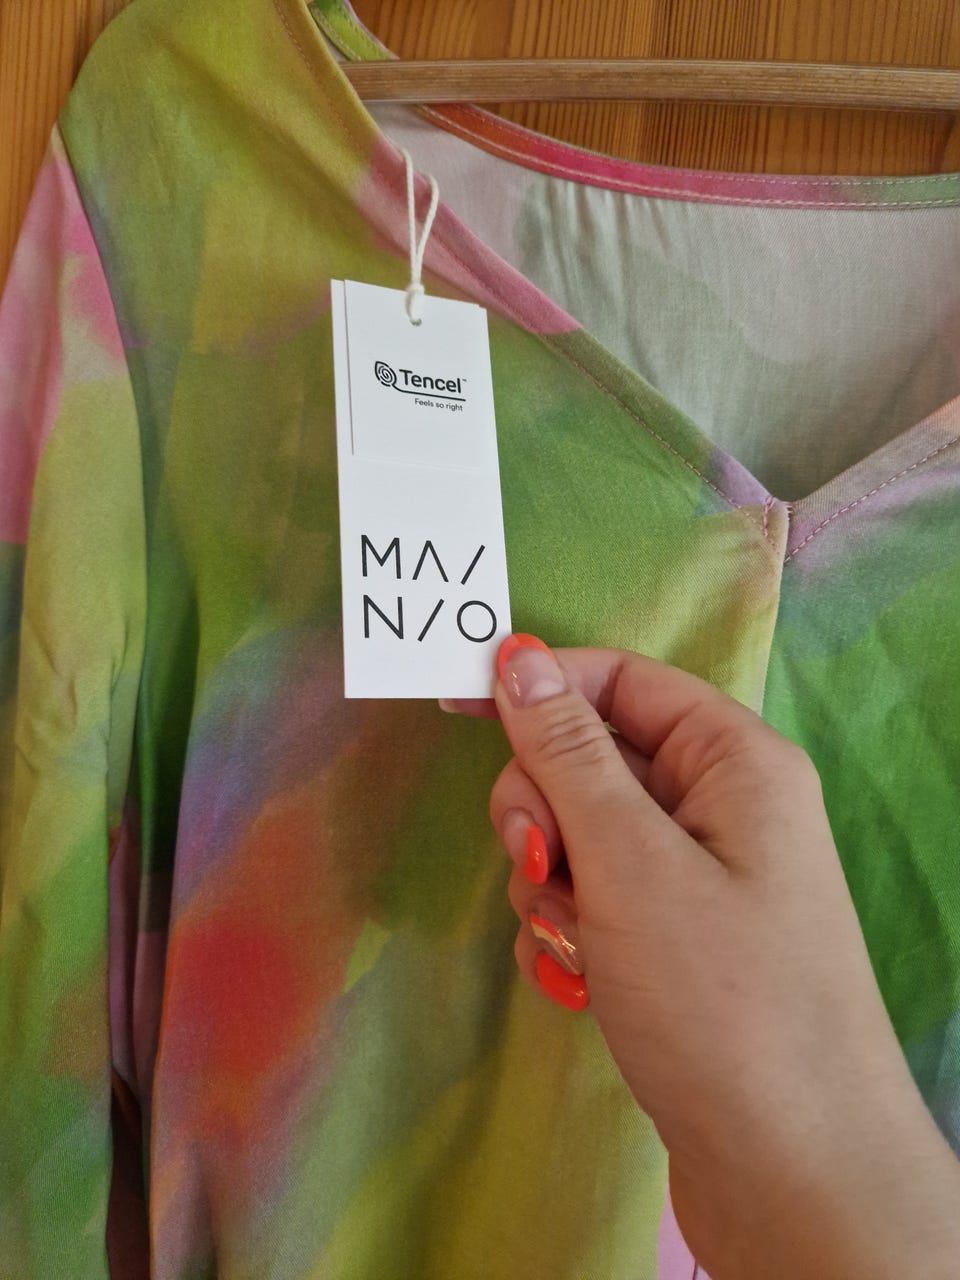 Tencel™
Feels so right
MA/
N/O